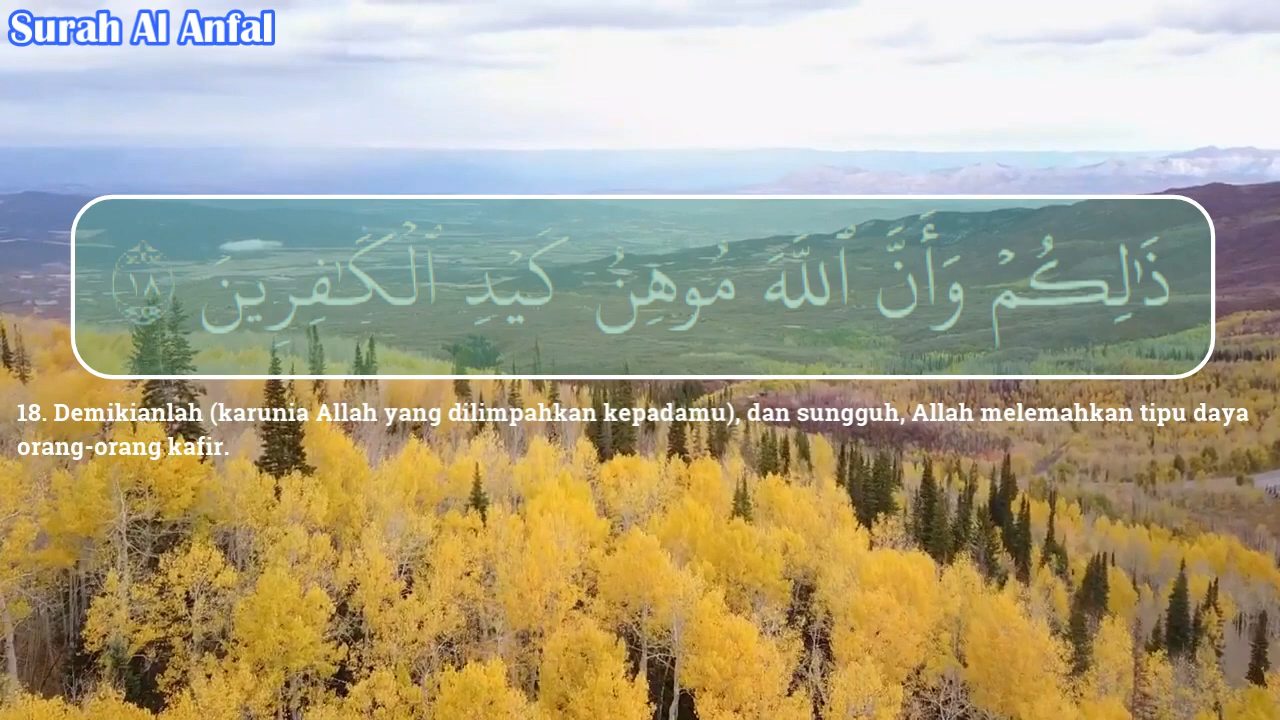 Surah Al Anfal
ذَٰلِكُمْ وَأَنَّ ٱللَّهَ مُوهِنُ كَيْدِ ٱلْكَٰفِرِينَ ١٨
18. Demikianlah (karunia Allah yang dilimpahkan kepadamu), dan sungguh, Allah melemahkan tipu daya
orang-orang kafir.